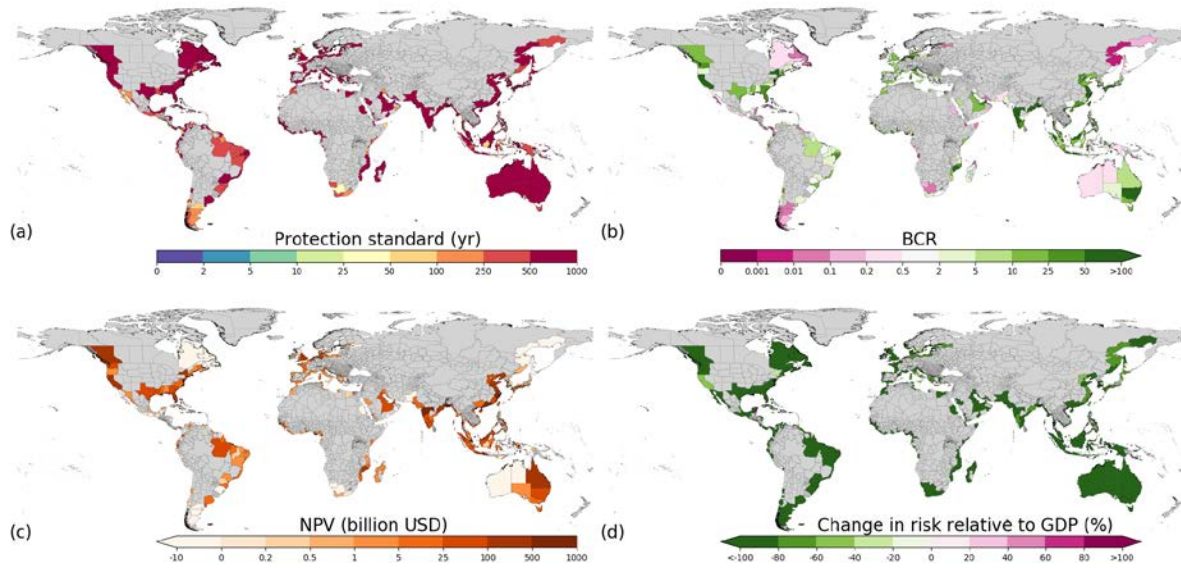 (a)
Protection standard (yr)
0 2 5 10 25 50 100 250 500 1000
(b)
BCR
0 0.001 0.01 0.1 0.2 0.5 2 5 10 25 50 >100
(c)
NPV (billion USD)
-10 0 0.2 0.5 1 5 25 100 500 1000
(d)
Change in risk relative to GDP (%)
<-100 -80 -60 -40 -20 0 20 40 60 80 >100